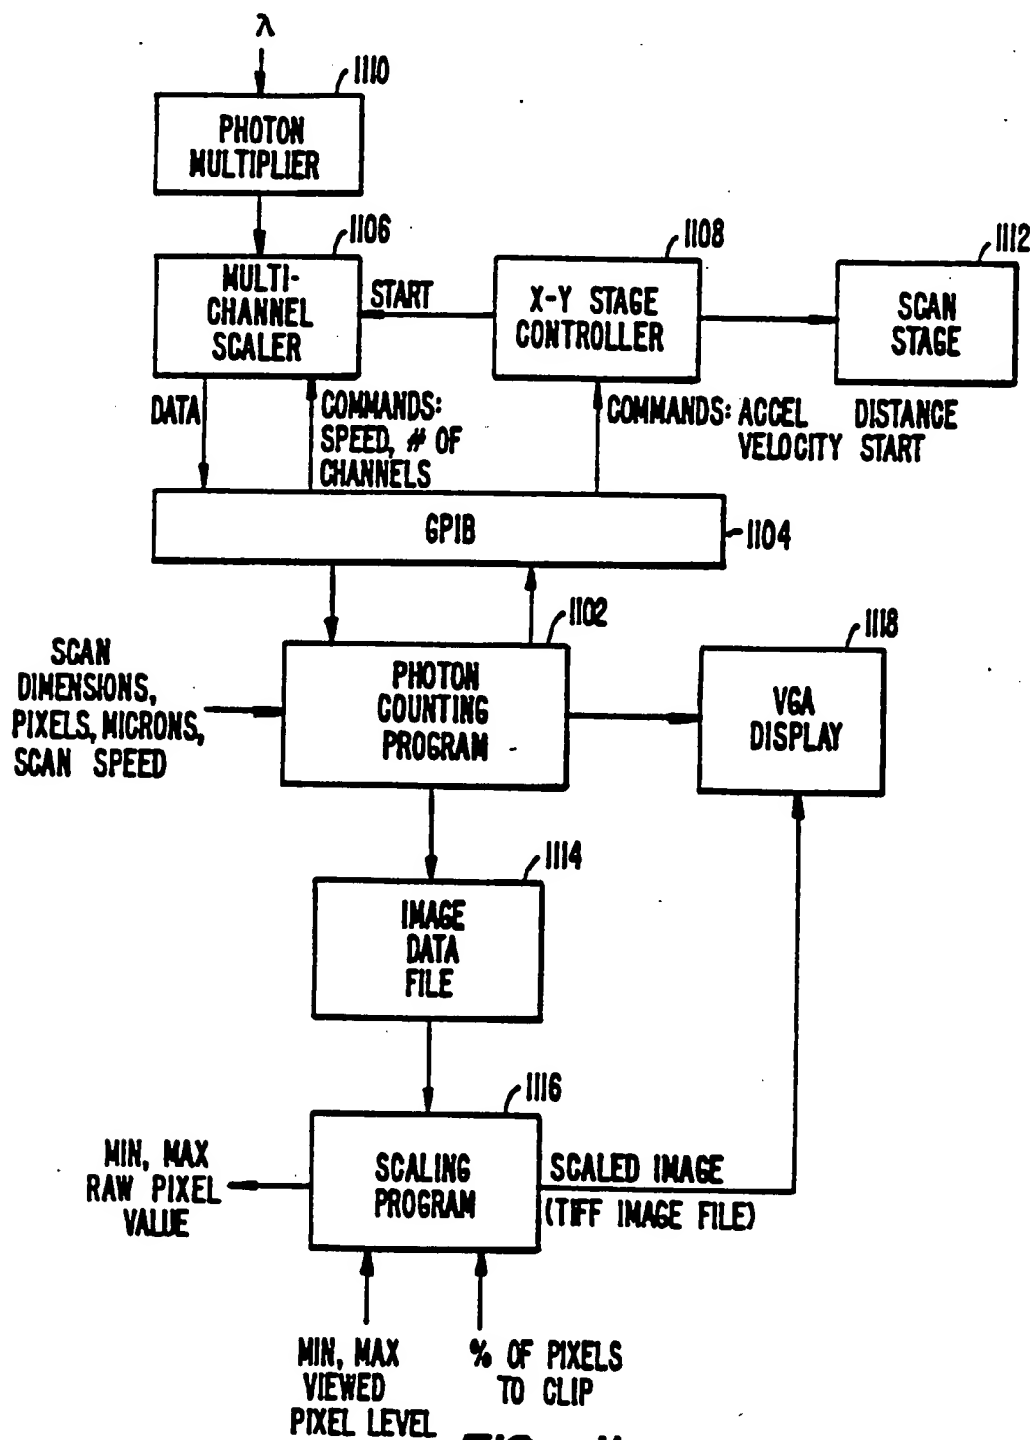 λ
1110
PHOTON
MULTIPLIER
1106
MULTI-
CHANNEL
SCALER
START
1108
X-Y STAGE
CONTROLLER
1112
SCAN
STAGE
DATA
COMMANDS:
SPEED, # OF
CHANNELS
COMMANDS: ACCEL DISTANCE
VELOCITY START
GPIB
1104
1102
PHOTON
COUNTING
PROGRAM
SCAN
DIMENSIONS,
PIXELS, MICRONS,
SCAN SPEED
1118
VGA
DISPLAY
1114
IMAGE
DATA
FILE
1116
SCALING
PROGRAM
MIN, MAX
RAW PIXEL
VALUE
SCALED IMAGE
(TIFF IMAGE FILE)
MIN, MAX
VIEWED
PIXEL LEVEL
% OF PIXELS
TO CLIP